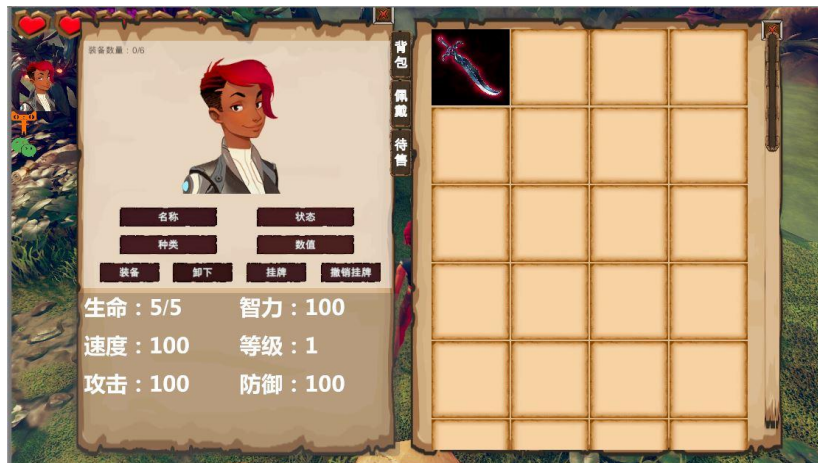 装备数量：0/6
背包
佩戴
待售
名称
状态
种类
数值
装备
卸下
挂牌
撤销挂牌
生命：5/5
智力：100
速度：100
等级：1
攻击：100
防御：100